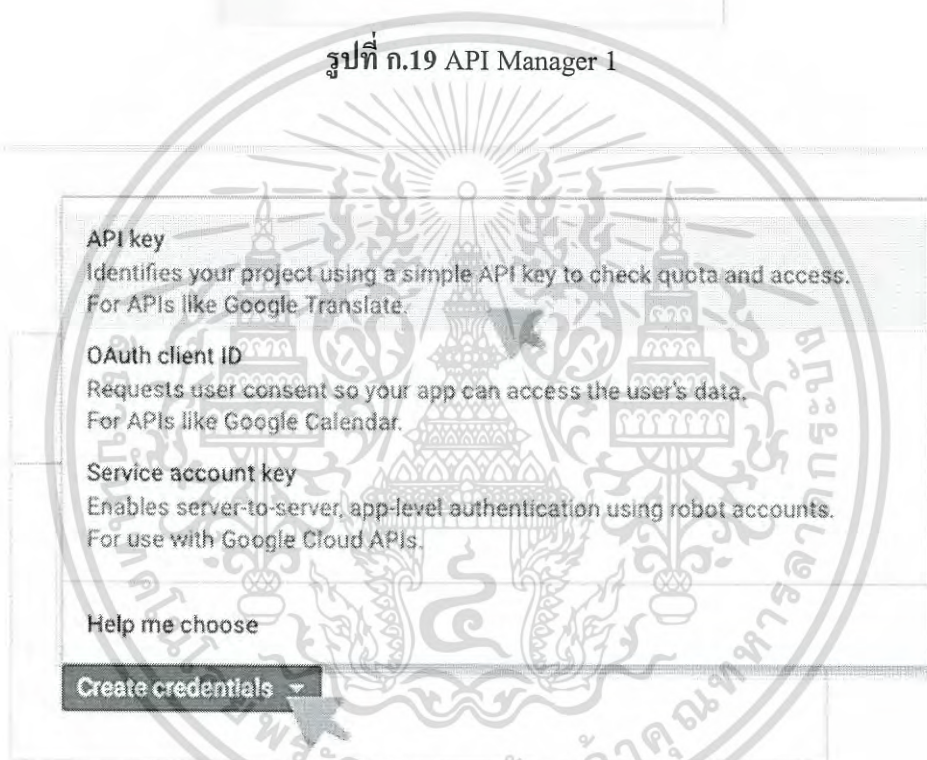 รูปที่ ก.19 API Manager 1
API key
Identifies your project using a simple API key to check quota and access.
For APIs like Google Translate.
OAuth client ID
Requests user consent so your app can access the user's data.
For APIs like Google Calendar.
Service account key
Enables server-to-server, app-level authentication using robot accounts.
For use with Google Cloud APIs.
Help me choose
Create credentials